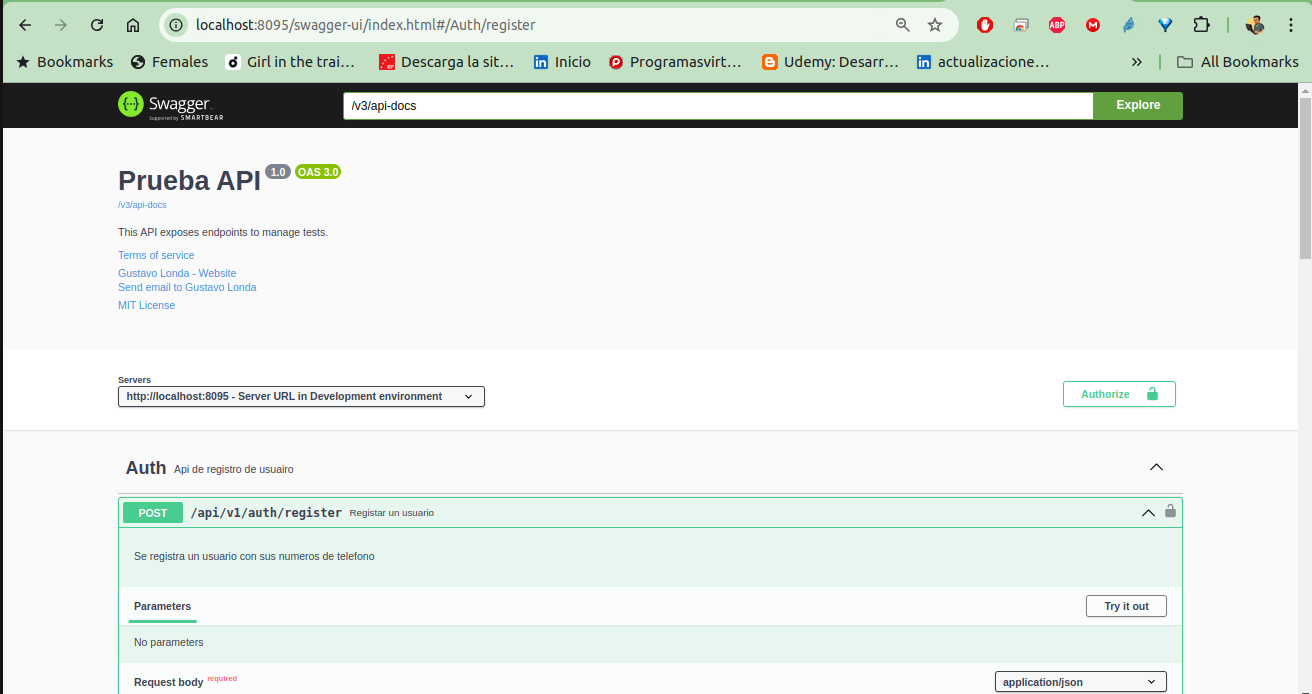 localhost:8095/swagger-ui/index.html#/Auth/register
ABP
M
Bookmarks
Females
Girl in the trai…
Descarga la sit…
in
Inicio
Programasvirt…
Udemy: Desarr…
in
actualizacione…
»
All Bookmarks
{···}
Swagger.
Supported by SMARTBEAR
/v3/api-docs
Explore
Prueba API
1.0
OAS 3.0
/v3/api-docs
This API exposes endpoints to manage tests.
Terms of service
Gustavo Londa - Website
Send email to Gustavo Londa
MIT License
Servers
http://localhost:8095 - Server URL in Development environment
Authorize
Auth Api de registro de usuairo
POST /api/v1/auth/register Registar un usuario
Se registra un usuario con sus numeros de telefono
Parameters
Try it out
No parameters
Request body required
application/json